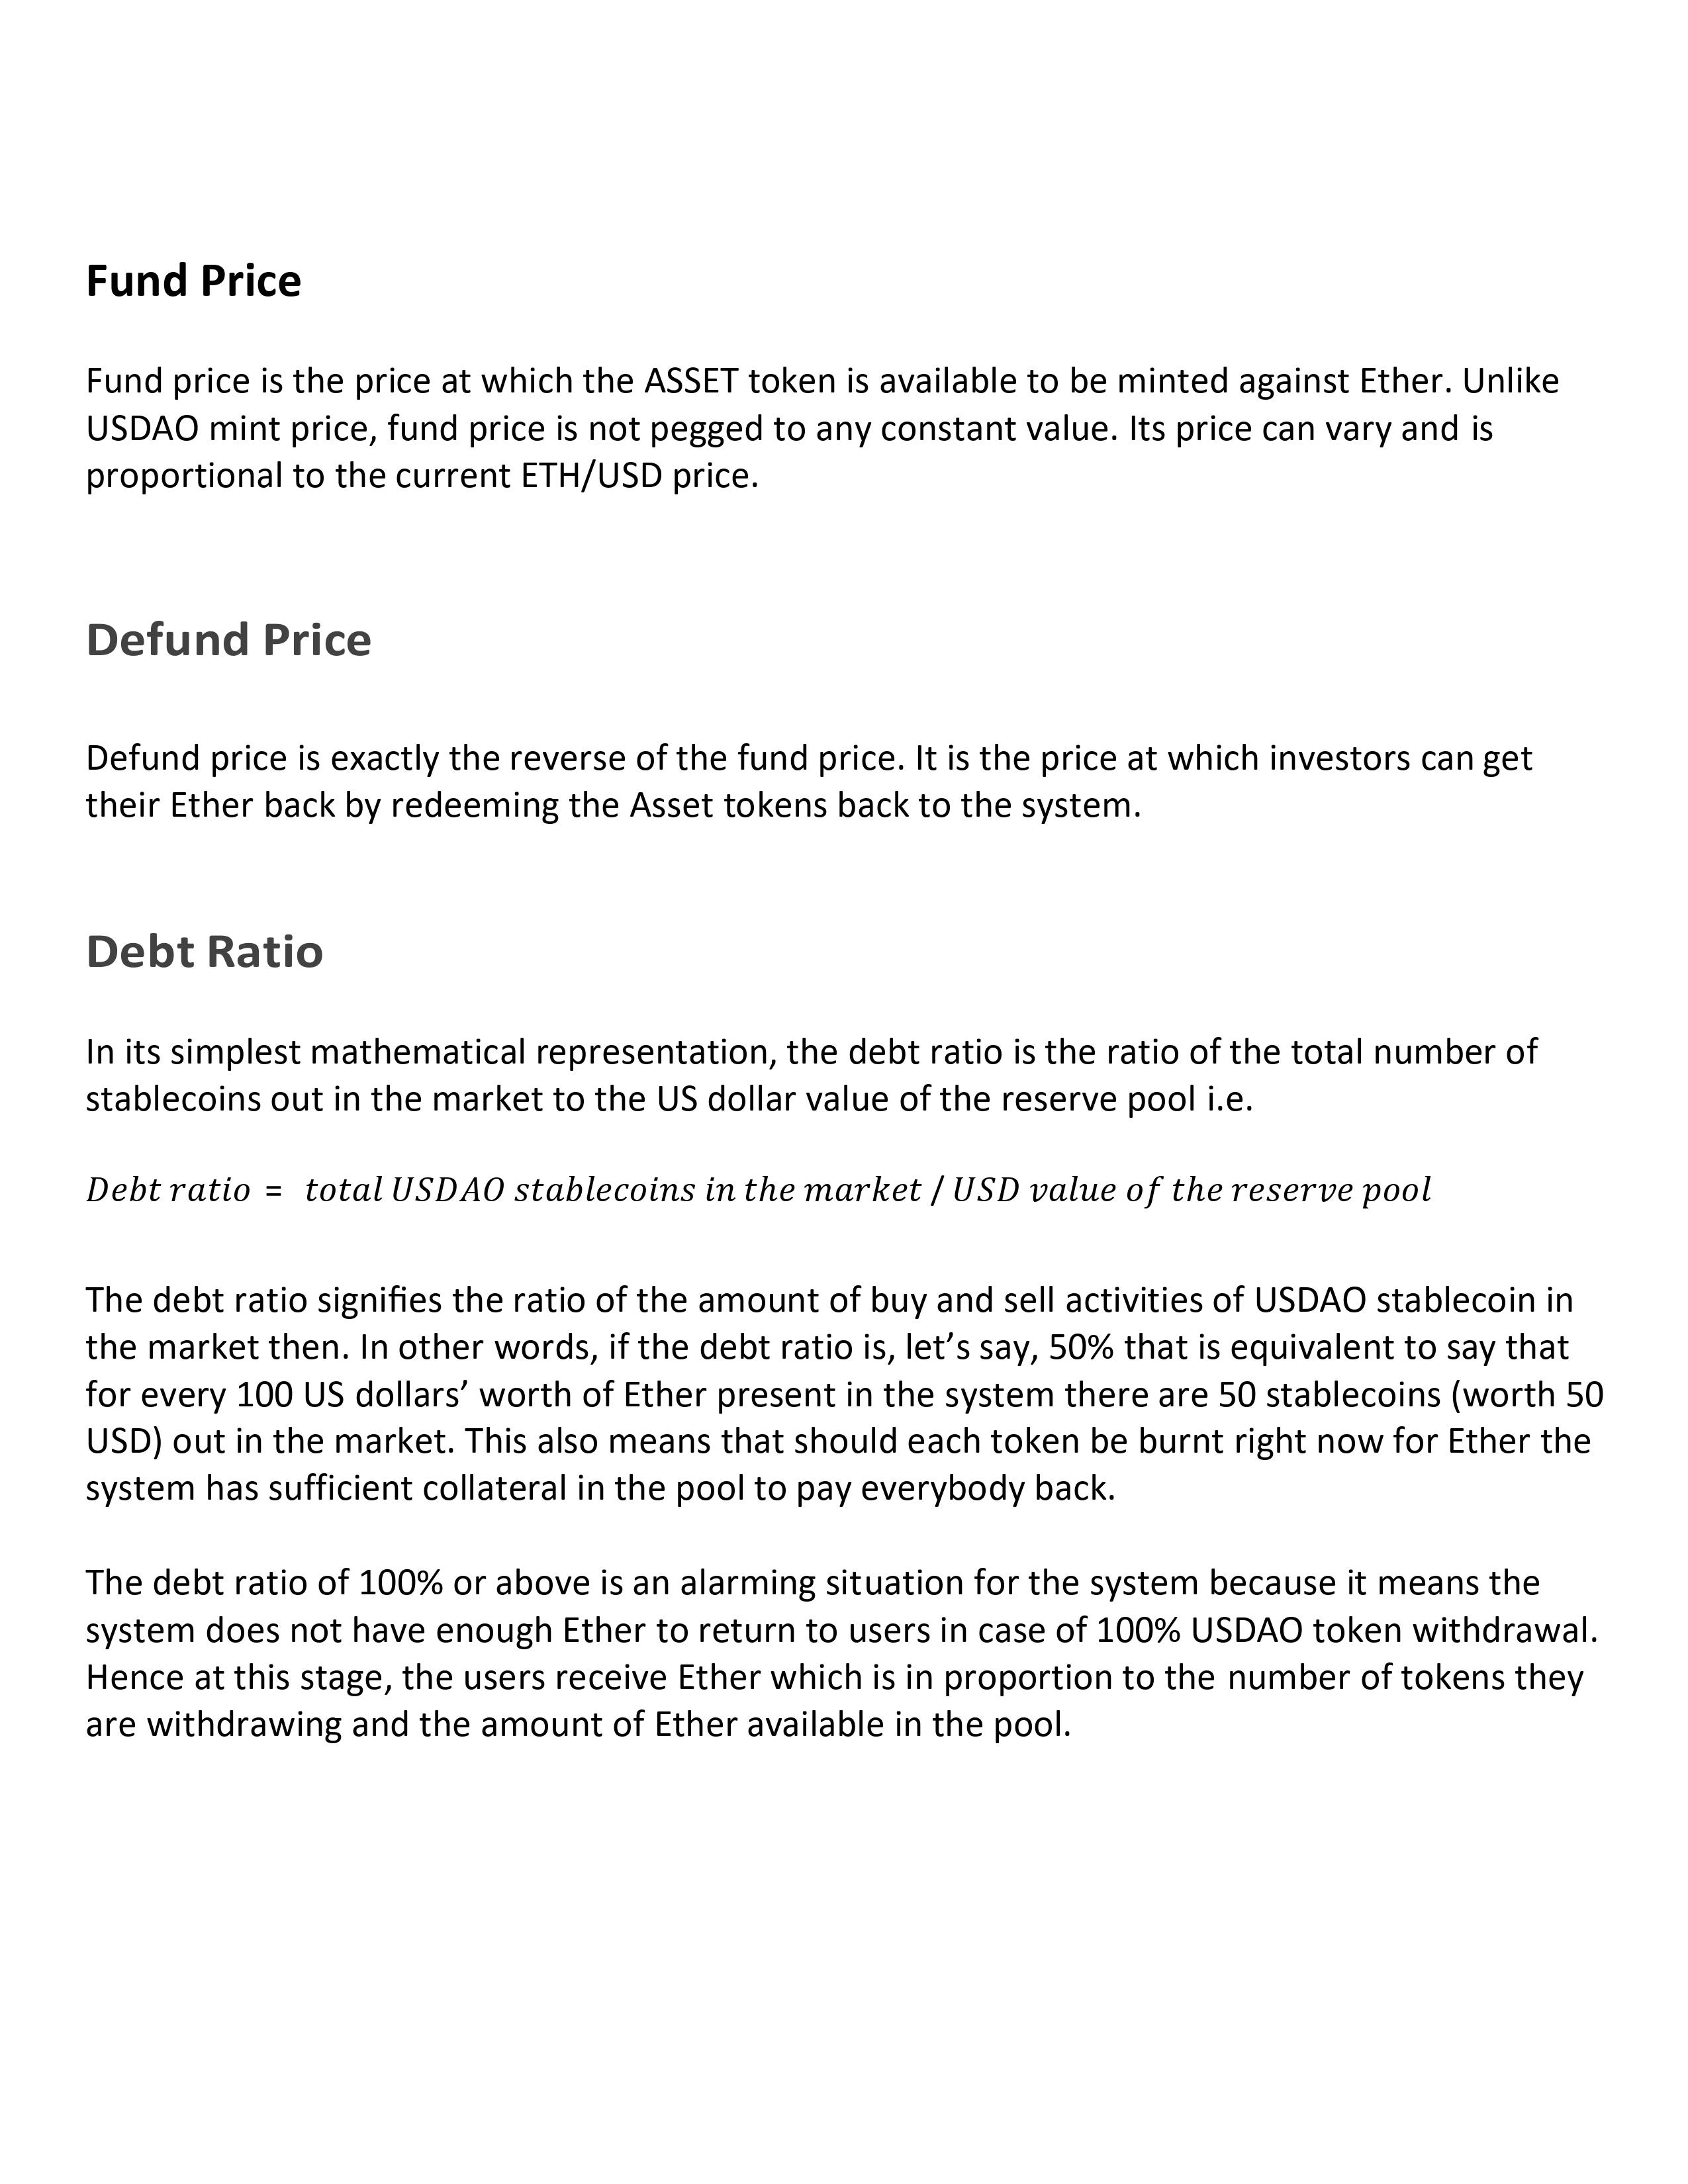 Fund Price
Fund price is the price at which the ASSET token is available to be minted against Ether. Unlike
USDAO mint price, fund price is not pegged to any constant value. Its price can vary and is
proportional to the current ETH/USD price.
Defund Price
Defund price is exactly the reverse of the fund price. It is the price at which investors can get
their Ether back by redeeming the Asset tokens back to the system.
Debt Ratio
In its simplest mathematical representation, the debt ratio is the ratio of the total number of
stablecoins out in the market to the US dollar value of the reserve pool i.e.
Debt ratio = total USDAO stablecoins in the market / USD value of the reserve pool
The debt ratio signifies the ratio of the amount of buy and sell activities of USDAO stablecoin in
the market then. In other words, if the debt ratio is, let’s say, 50% that is equivalent to say that
for every 100 US dollars’ worth of Ether present in the system there are 50 stablecoins (worth 50
USD) out in the market. This also means that should each token be burnt right now for Ether the
system has sufficient collateral in the pool to pay everybody back.
The debt ratio of 100% or above is an alarming situation for the system because it means the
system does not have enough Ether to return to users in case of 100% USDAO token withdrawal.
Hence at this stage, the users receive Ether which is in proportion to the number of tokens they
are withdrawing and the amount of Ether available in the pool.